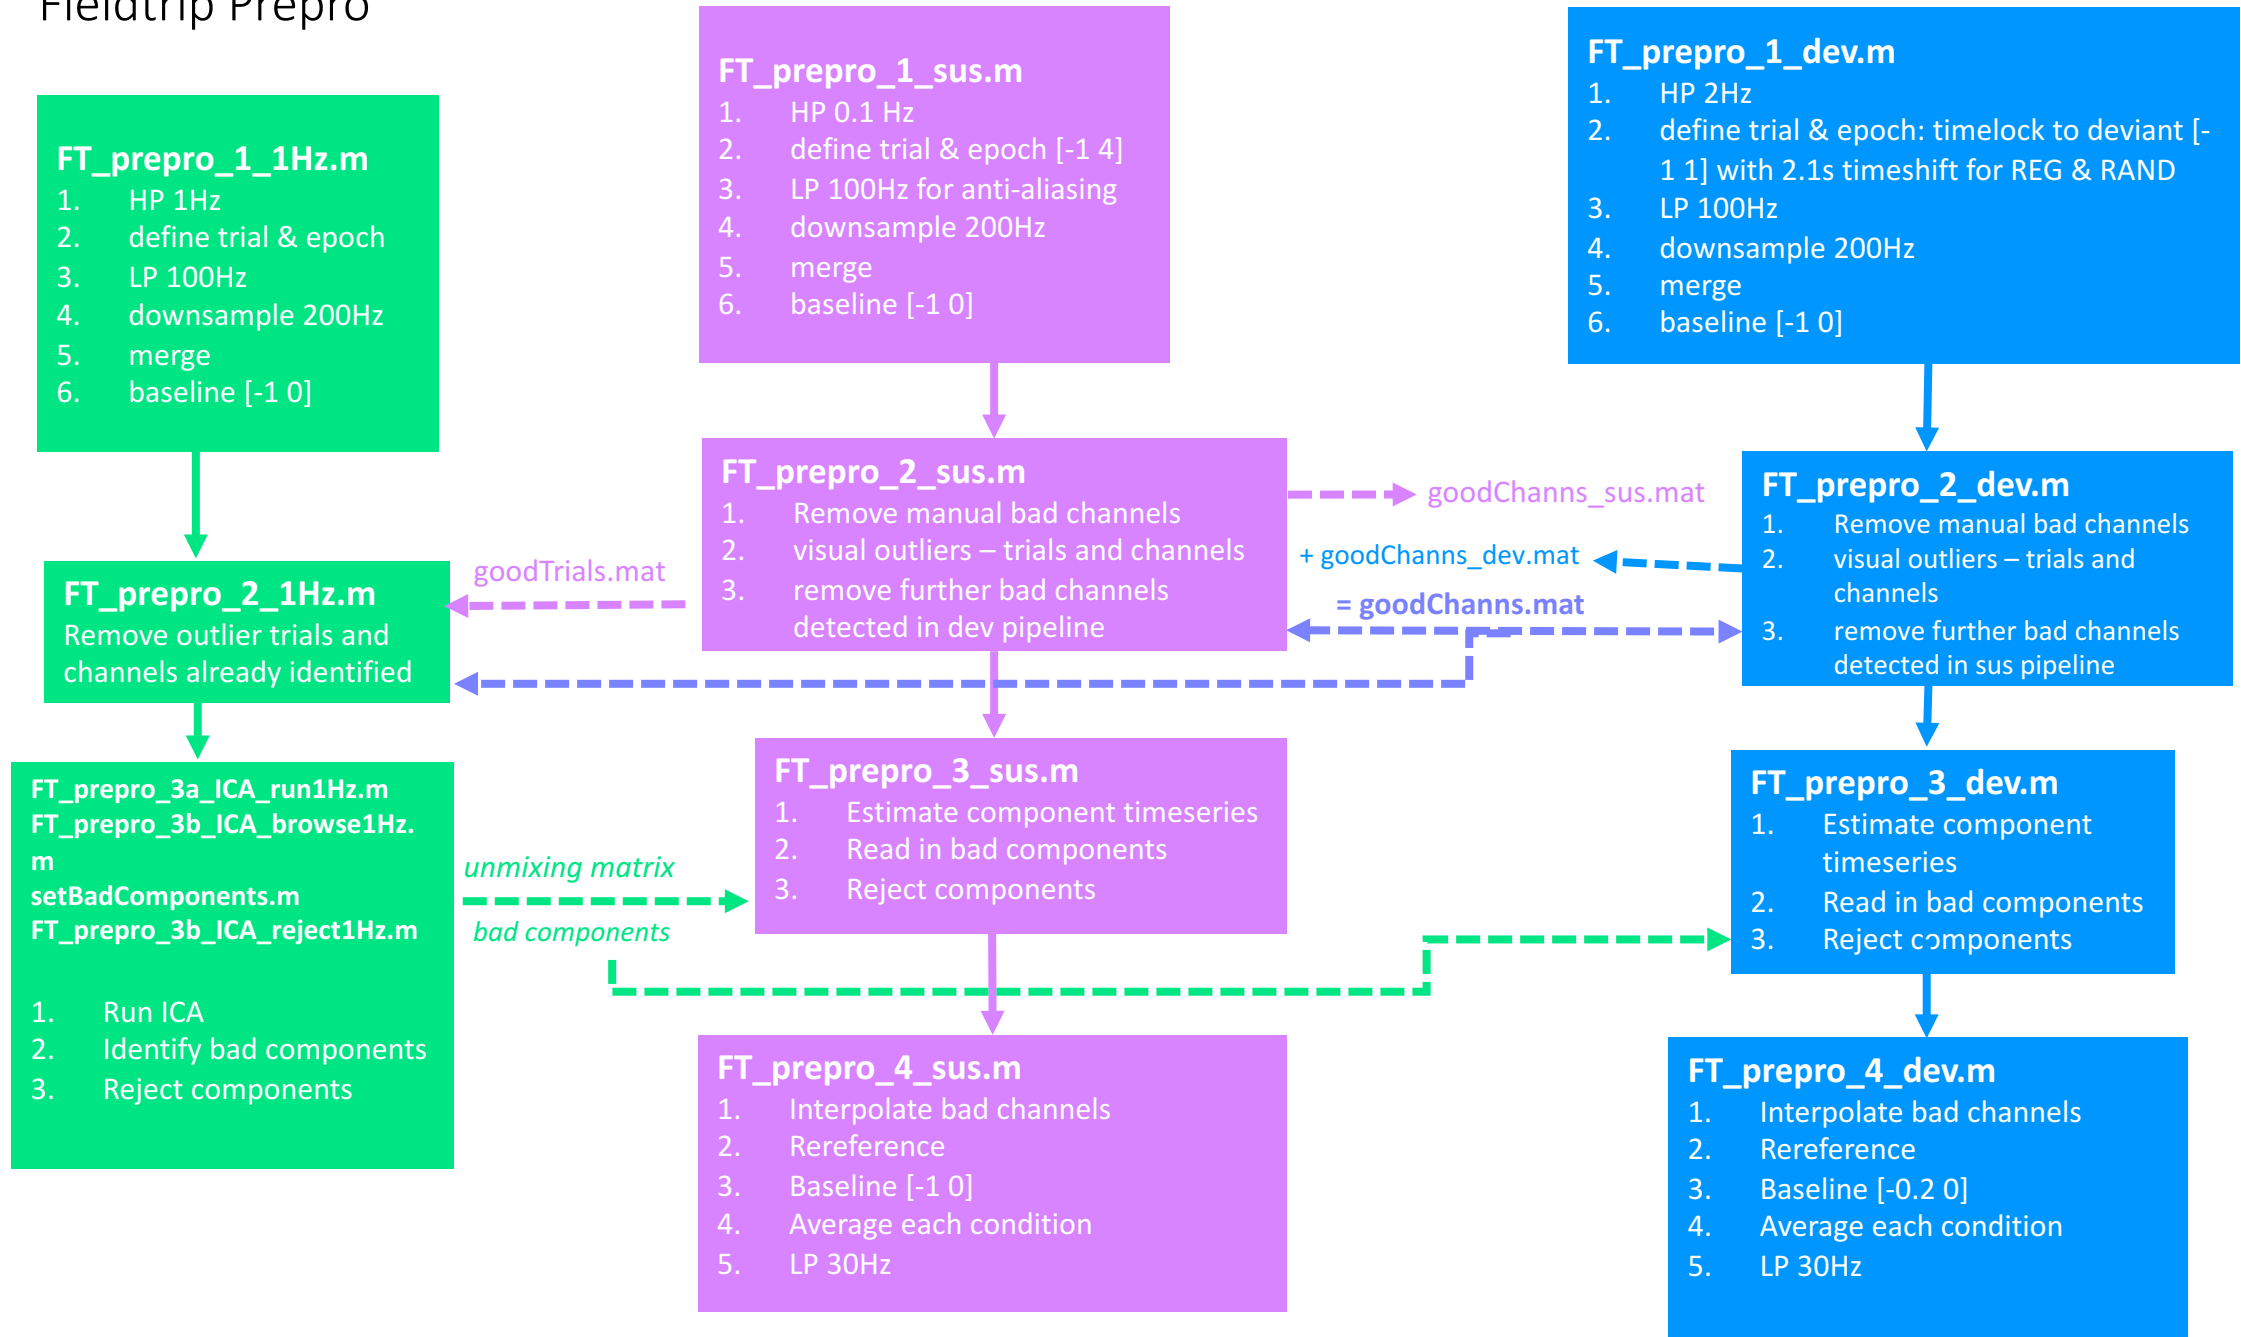 Fieldtrip Prepro
FT_prepro_1_1Hz.m
1. HP 1Hz
2. define trial & epoch
3. LP 100Hz
4. downsample 200Hz
5. merge
6. baseline [-1 0]
FT_prepro_2_1Hz.m
Remove outlier trials and
channels already identified
FT_prepro_3a_ICA_run1Hz.m
FT_prepro_3b_ICA_browse1Hz.
m
setBadComponents.m
FT_prepro_3b_ICA_reject1Hz.m
1. Run ICA
2. Identify bad components
3. Reject components
goodTrials.mat
unmixing matrix
bad components
FT_prepro_1_sus.m
1. HP 0.1 Hz
2. define trial & epoch [-1 4]
3. LP 100Hz for anti-aliasing
4. downsample 200Hz
5. merge
6. baseline [-1 0]
FT_prepro_2_sus.m
1. Remove manual bad channels
2. visual outliers – trials and channels
3. remove further bad channels
detected in dev pipeline
FT_prepro_3_sus.m
1. Estimate component timeseries
2. Read in bad components
3. Reject components
FT_prepro_4_sus.m
1. Interpolate bad channels
2. Rereference
3. Baseline [-1 0]
4. Average each condition
5. LP 30Hz
goodChanns_sus.mat
+ goodChanns_dev.mat
= goodChanns.mat
FT_prepro_1_dev.m
1. HP 2Hz
2. define trial & epoch: timelock to deviant [-
1 1] with 2.1s timeshift for REG & RAND
3. LP 100Hz
4. downsample 200Hz
5. merge
6. baseline [-1 0]
FT_prepro_2_dev.m
1. Remove manual bad channels
2. visual outliers – trials and
channels
3. remove further bad channels
detected in sus pipeline
FT_prepro_3_dev.m
1. Estimate component
timeseries
2. Read in bad components
3. Reject components
FT_prepro_4_dev.m
1. Interpolate bad channels
2. Rereference
3. Baseline [-0.2 0]
4. Average each condition
5. LP 30Hz